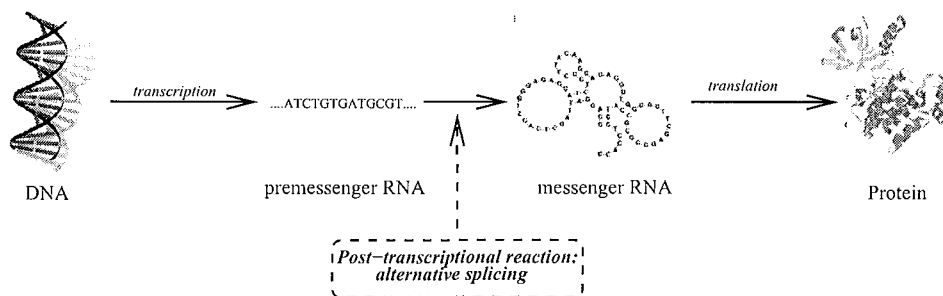 transcription
translation
....ATCTGTGATGCGT....
DNA
premessenger RNA
messenger RNA
Protein
Post-transcriptional reaction:
alternative splicing